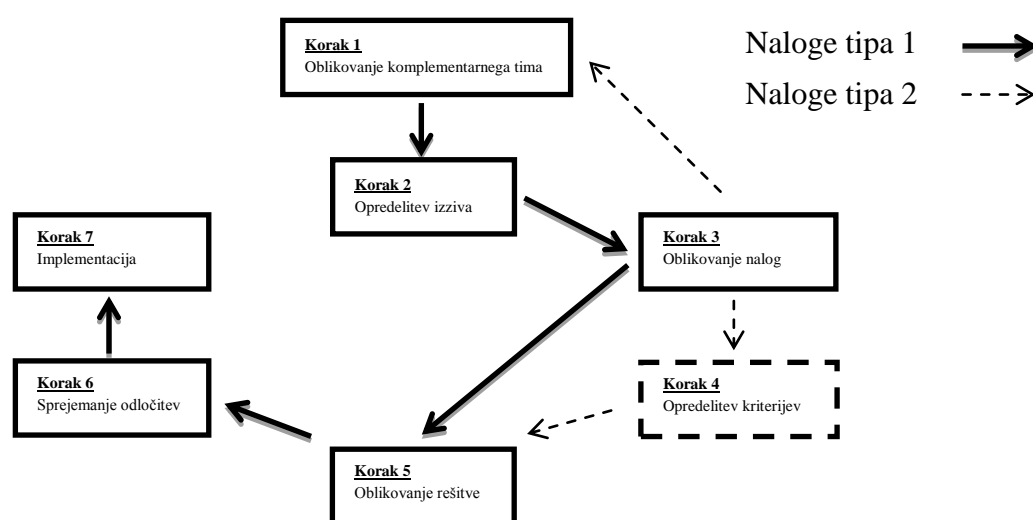 Korak 1
Oblikovanje komplementarnega tima
Naloge tipa 1
Naloge tipa 2
Korak 2
Opredelitev izziva
Korak 3
Oblikovanje nalog
Korak 7
Implementacija
Korak 4
Opredelitev kriterijev
Korak 6
Sprejemanje odločitev
Korak 5
Oblikovanje rešitve